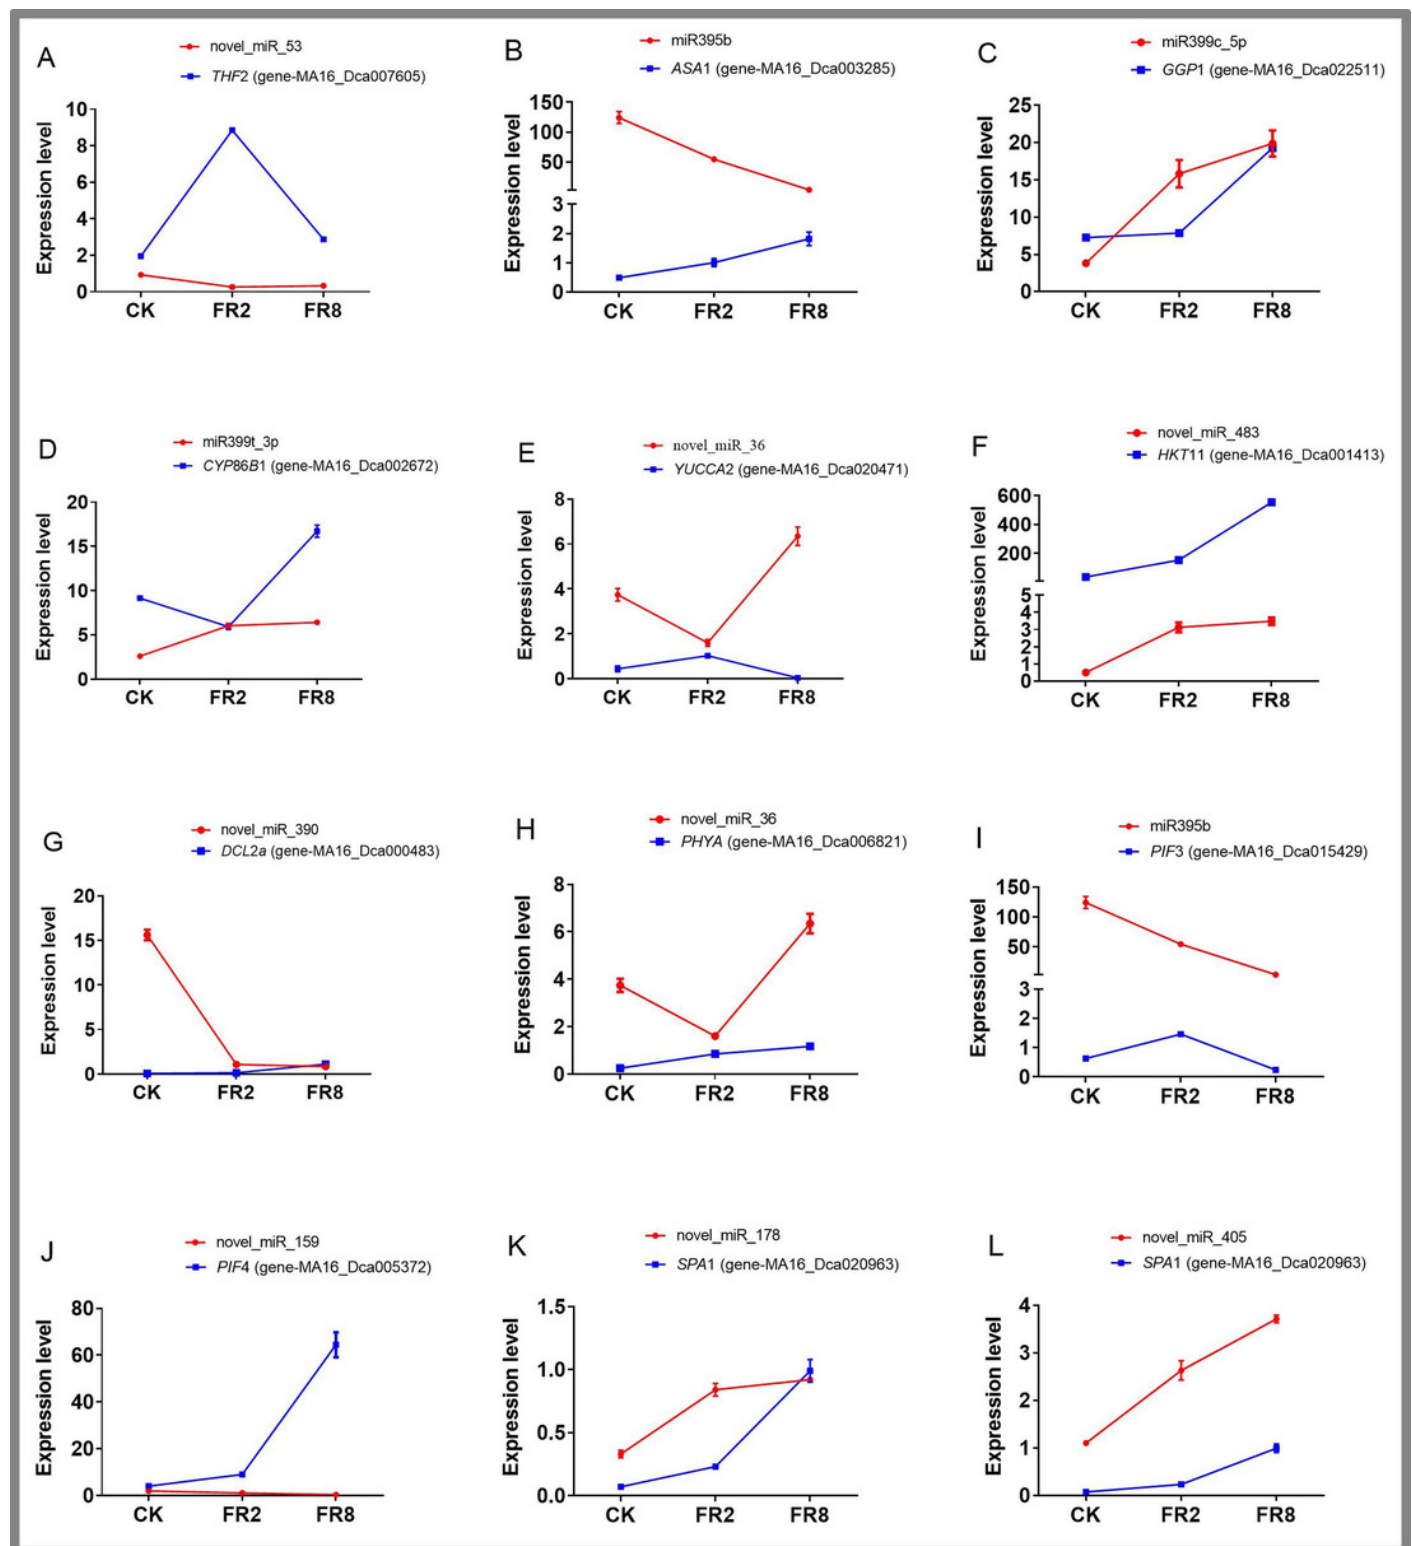 A
novel_miR_53
THF2 (gene-MA16_Dca007605)
Expression level
10
8
6
4
2
0
CK FR2 FR8
B
miR395b
ASA1 (gene-MA16_Dca003285)
Expression level
150
100
50
3
2
1
0
CK FR2 FR8
C
miR399c_5p
GGP1 (gene-MA16_Dca022511)
Expression level
25
20
15
10
5
0
CK FR2 FR8
D
miR399t_3p
CYP86B1 (gene-MA16_Dca002672)
Expression level
20
15
10
5
0
CK FR2 FR8
E
novel_miR_36
YUCCA2 (gene-MA16_Dca020471)
Expression level
8
6
4
2
0
CK FR2 FR8
F
novel_miR_483
HKT11 (gene-MA16_Dca001413)
Expression level
600
400
200
5
4
3
2
1
0
CK FR2 FR8
G
novel_miR_390
DCL2a (gene-MA16_Dca000483)
Expression level
20
15
10
5
0
CK FR2 FR8
H
novel_miR_36
PHYA (gene-MA16_Dca006821)
Expression level
8
6
4
2
0
CK FR2 FR8
I
miR395b
PIF3 (gene-MA16_Dca015429)
Expression level
150
100
50
3
2
1
0
CK FR2 FR8
J
novel_miR_159
PIF4 (gene-MA16_Dca005372)
Expression level
80
60
40
20
0
CK FR2 FR8
K
novel_miR_178
SPA1 (gene-MA16_Dca020963)
Expression level
1.5
1.0
0.5
0.0
CK FR2 FR8
L
novel_miR_405
SPA1 (gene-MA16_Dca020963)
Expression level
4
3
2
1
0
CK FR2 FR8